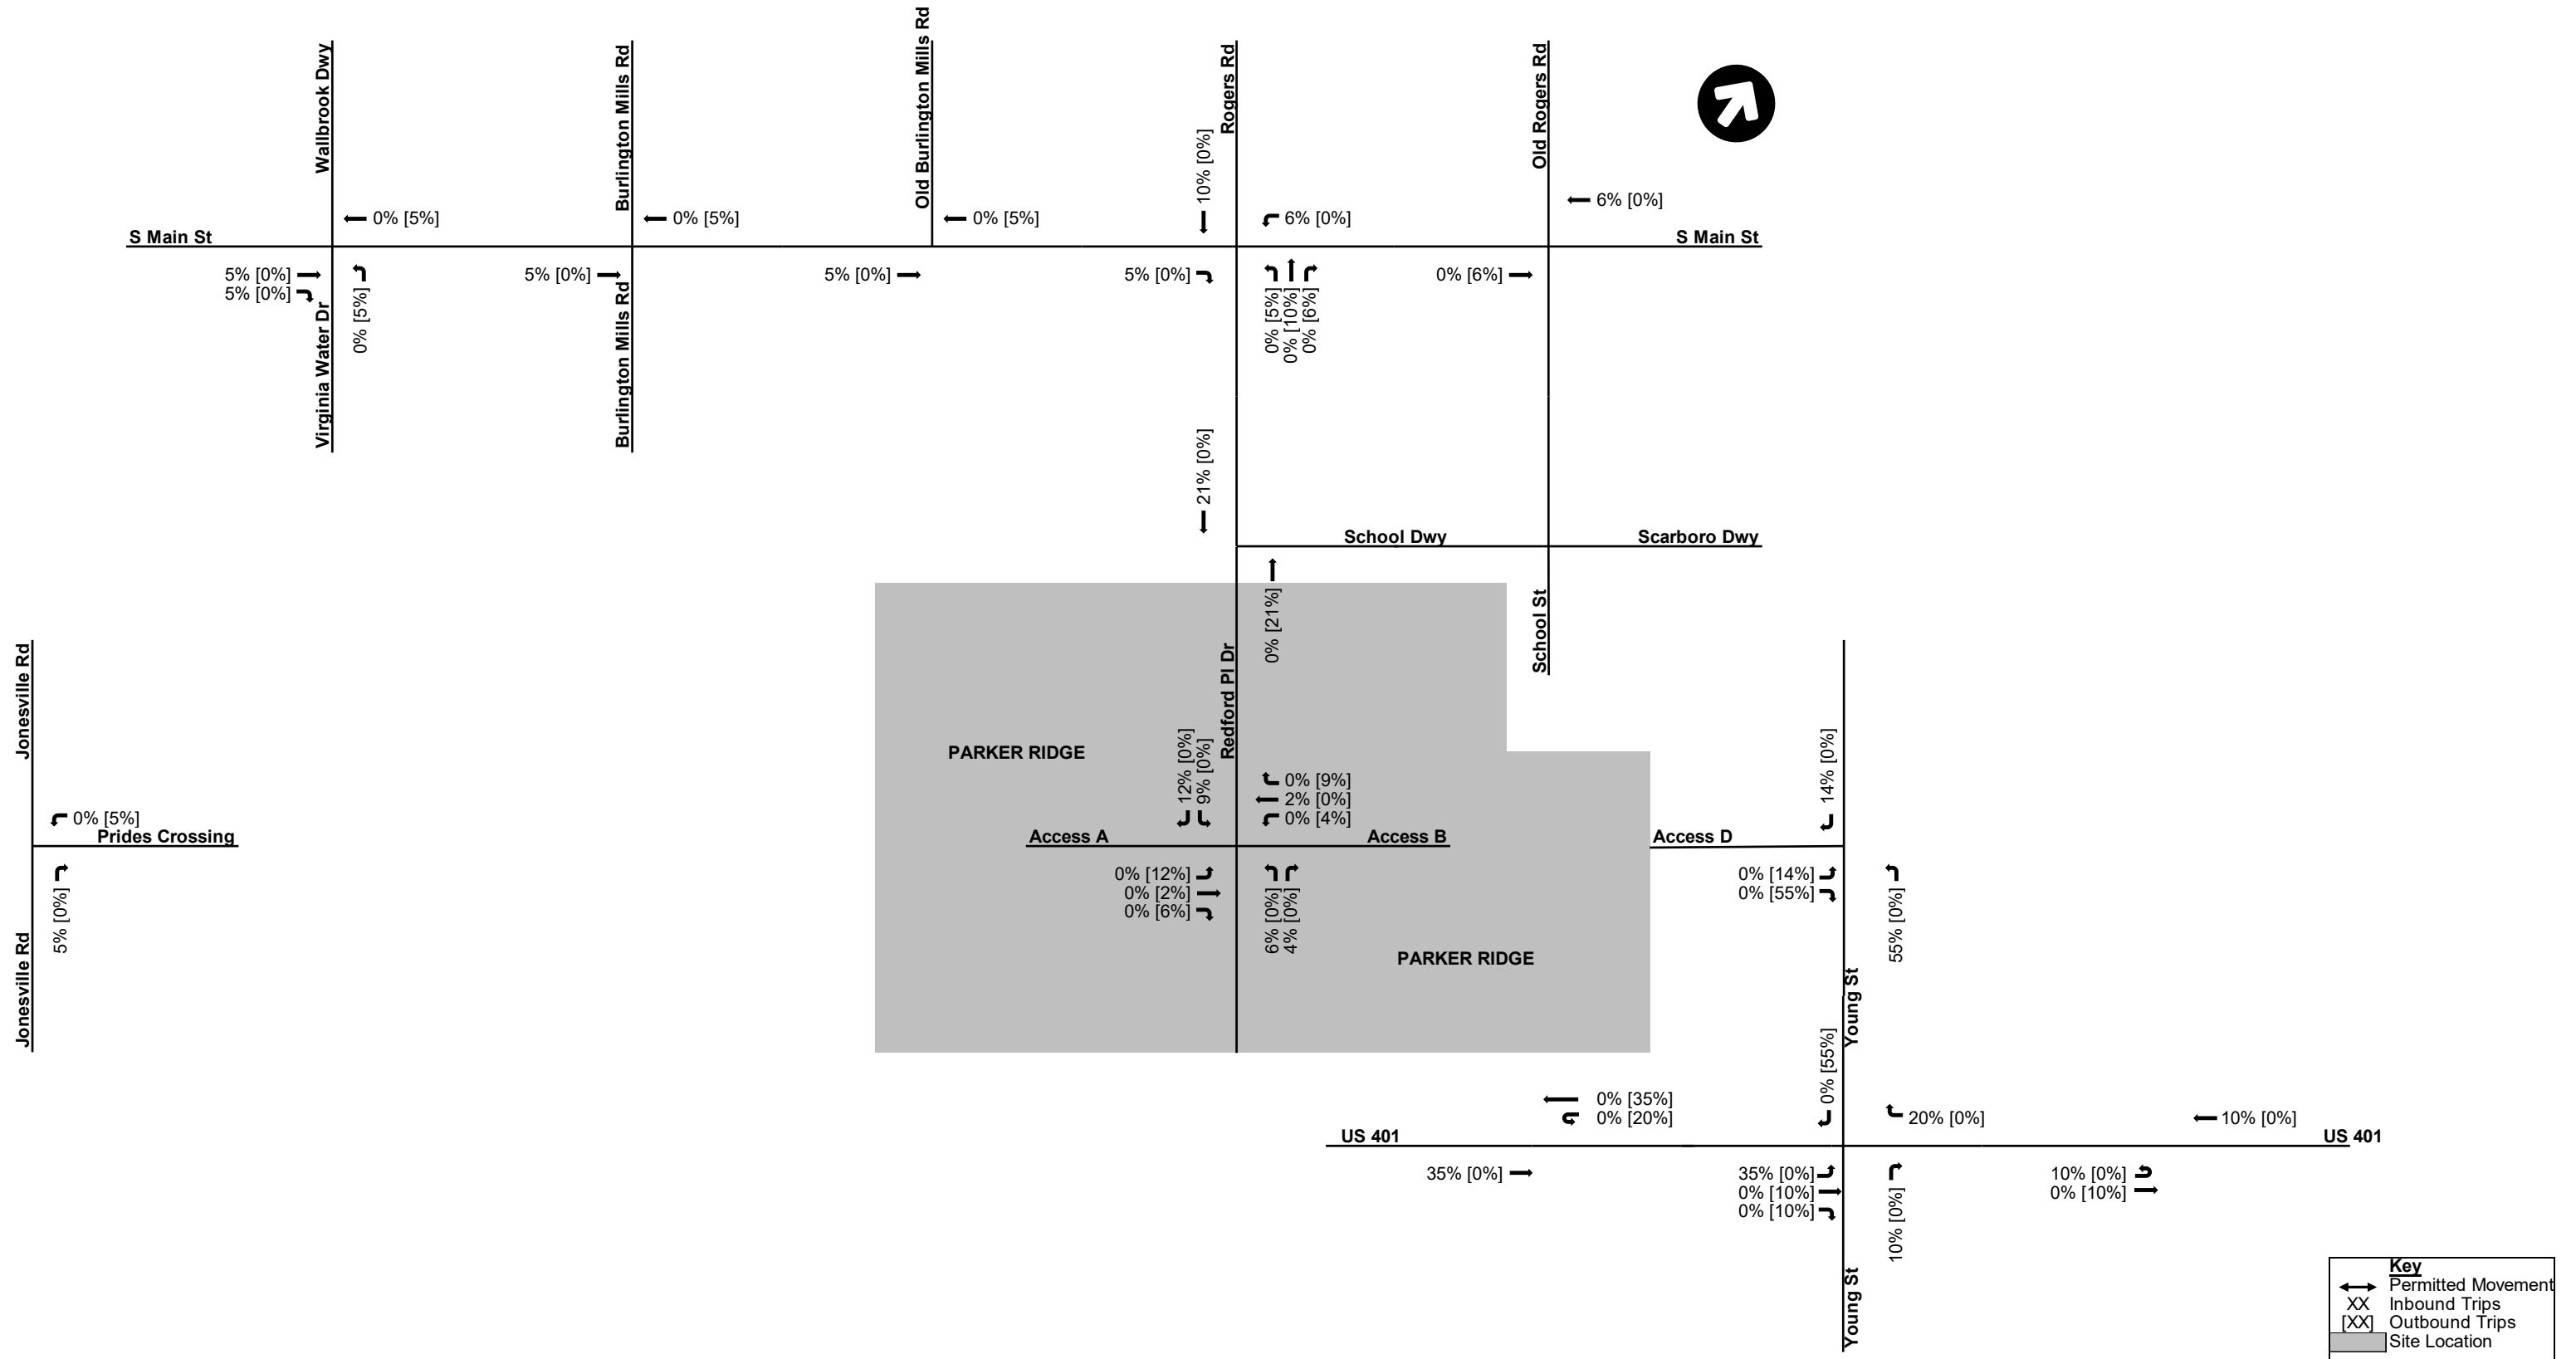 Wallbrook Dwy
Burlington Mills Rd
Old Burlington Mills Rd
Rogers Rd
Old Rogers Rd
10% [0%]
0% [5%]
0% [5%]
0% [5%]
6% [0%]
6% [0%]
S Main St
S Main St
5% [0%]
5% [0%]
0% [5%]
5% [0%]
5% [0%]
5% [0%]
0% [5%]
0% [10%]
0% [6%]
0% [6%]
Virginia Water Dr
Burlington Mills Rd
21% [0%]
School Dwy
Scarboro Dwy
0% [21%]
School St
Jonesville Rd
Redford Pl Dr
PARKER RIDGE
12% [0%]
9% [0%]
0% [9%]
2% [0%]
0% [4%]
14% [0%]
0% [5%]
Prides Crossing
Access A
Access B
Access D
5% [0%]
0% [12%]
0% [2%]
0% [6%]
6% [0%]
4% [0%]
0% [14%]
0% [55%]
55% [0%]
Jonesville Rd
PARKER RIDGE
Young St
0% [55%]
0% [35%]
0% [20%]
20% [0%]
10% [0%]
US 401
US 401
35% [0%]
35% [0%]
0% [10%]
0% [10%]
10% [0%]
10% [0%]
0% [10%]
Young St
Key
Permitted Movement
XX Inbound Trips
[XX] Outbound Trips
Site Location